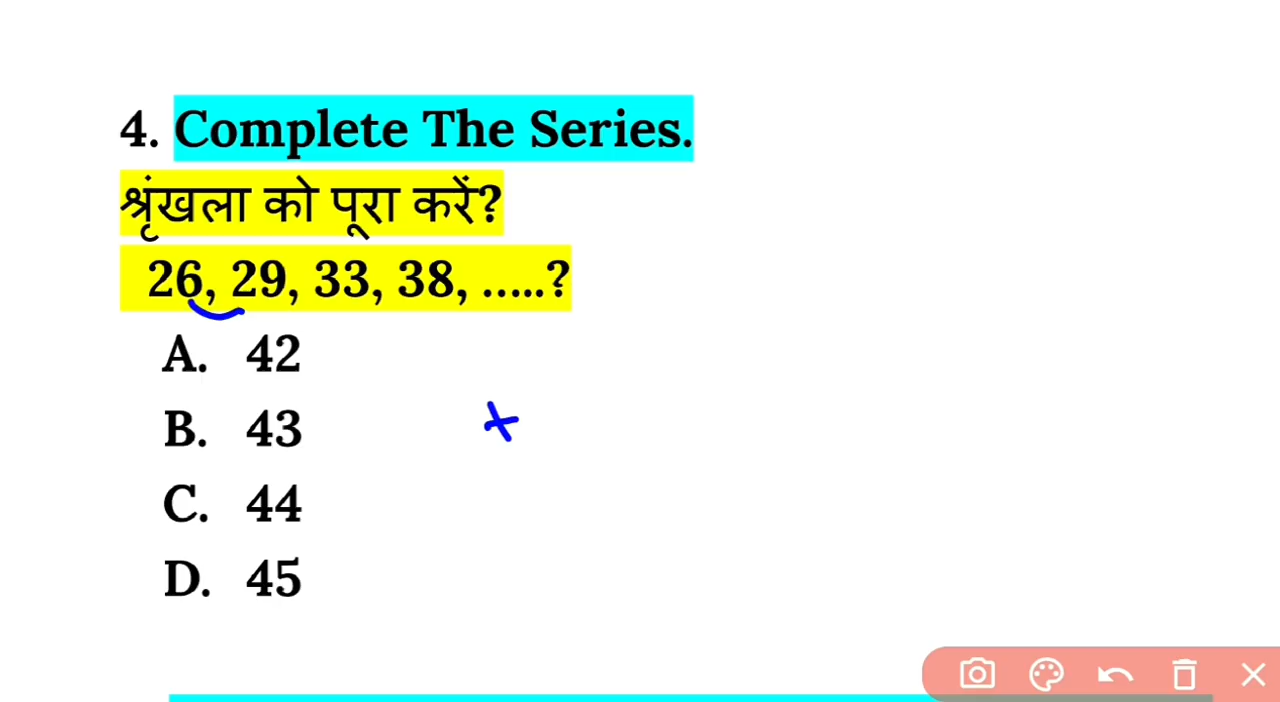 4. Complete The Series.
श्रृंखला को पूरा करें?
26, 29, 33, 38, .....?
A. 42
B. 43
C. 44
D. 45